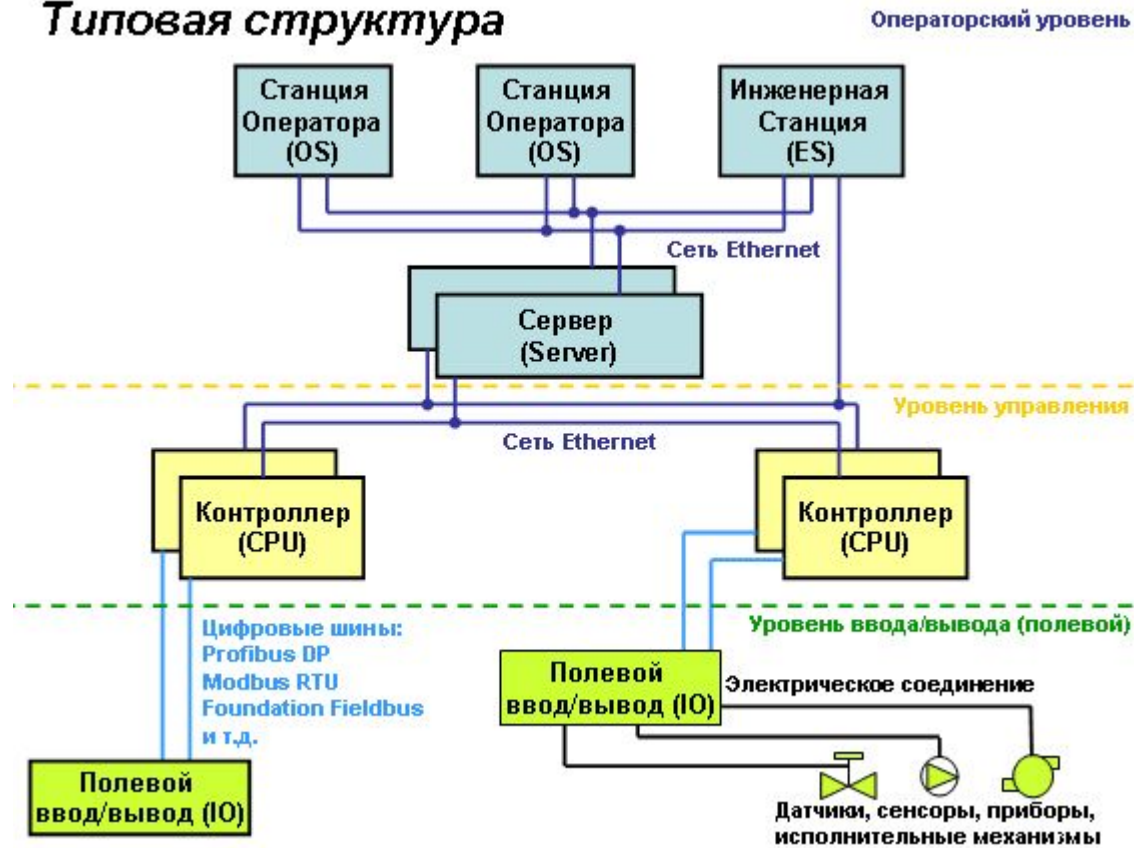 Типовая структура
Операторский уровень
Станция
Оператора
(OS)
Станция
Оператора
(OS)
Инженерная
Станция
(ES)
Сеть Ethernet
Сервер
(Server)
Уровень управления
Сеть Ethernet
Контроллер
(CPU)
Контроллер
(CPU)
Уровень ввода/вывода (полевой)
Цифровые шины:
Profibus DP
Modbus RTU
Foundation Fieldbus
и т.д.
Полевой
ввод/вывод (IO)
Электрическое соединение
Полевой
ввод/вывод (IO)
Датчики, сенсоры, приборы,
исполнительные механизмы